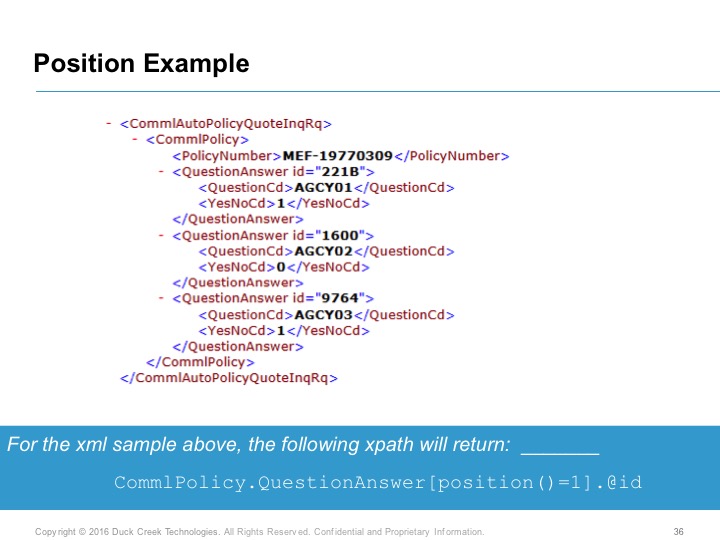 Position Example
- <CommlAutoPolicyQuoteInqRq>
- <CommlPolicy>
<PolicyNumber>MEF-19770309</PolicyNumber>
- <QuestionAnswer id="221B">
<QuestionCd>AGCY01</QuestionCd>
<YesNoCd>1</YesNoCd>
</QuestionAnswer>
- <QuestionAnswer id="1600">
<QuestionCd>AGCY02</QuestionCd>
<YesNoCd>0</YesNoCd>
</QuestionAnswer>
- <QuestionAnswer id="9764">
<QuestionCd>AGCY03</QuestionCd>
<YesNoCd>1</YesNoCd>
</QuestionAnswer>
</CommlPolicy>
</CommlAutoPolicyQuoteInqRq>
For the xml sample above, the following xpath will return: _______
CommlPolicy.QuestionAnswer[position()=1].@id
Copyright © 2016 Duck Creek Technologies. All Rights Reserved. Confidential and Proprietary Information. 36